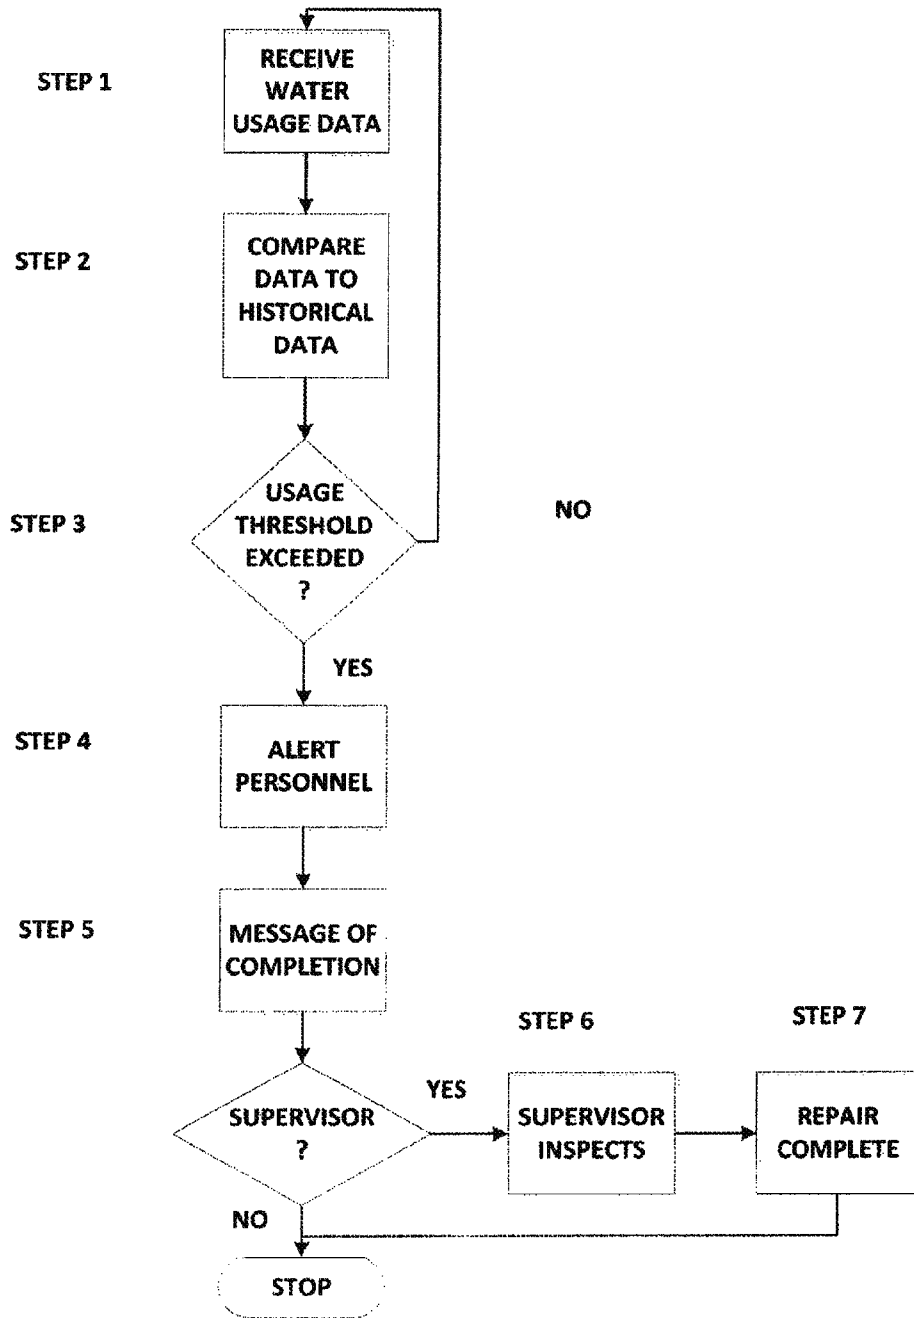 STEP 1
RECEIVE
WATER
USAGE DATA
STEP 2
COMPARE
DATA TO
HISTORICAL
DATA
STEP 3
USAGE
THRESHOLD
EXCEEDED
?
NO
YES
STEP 4
ALERT
PERSONNEL
STEP 5
MESSAGE OF
COMPLETION
STEP 6
STEP 7
SUPERVISOR
?
YES
SUPERVISOR
INSPECTS
REPAIR
COMPLETE
NO
STOP